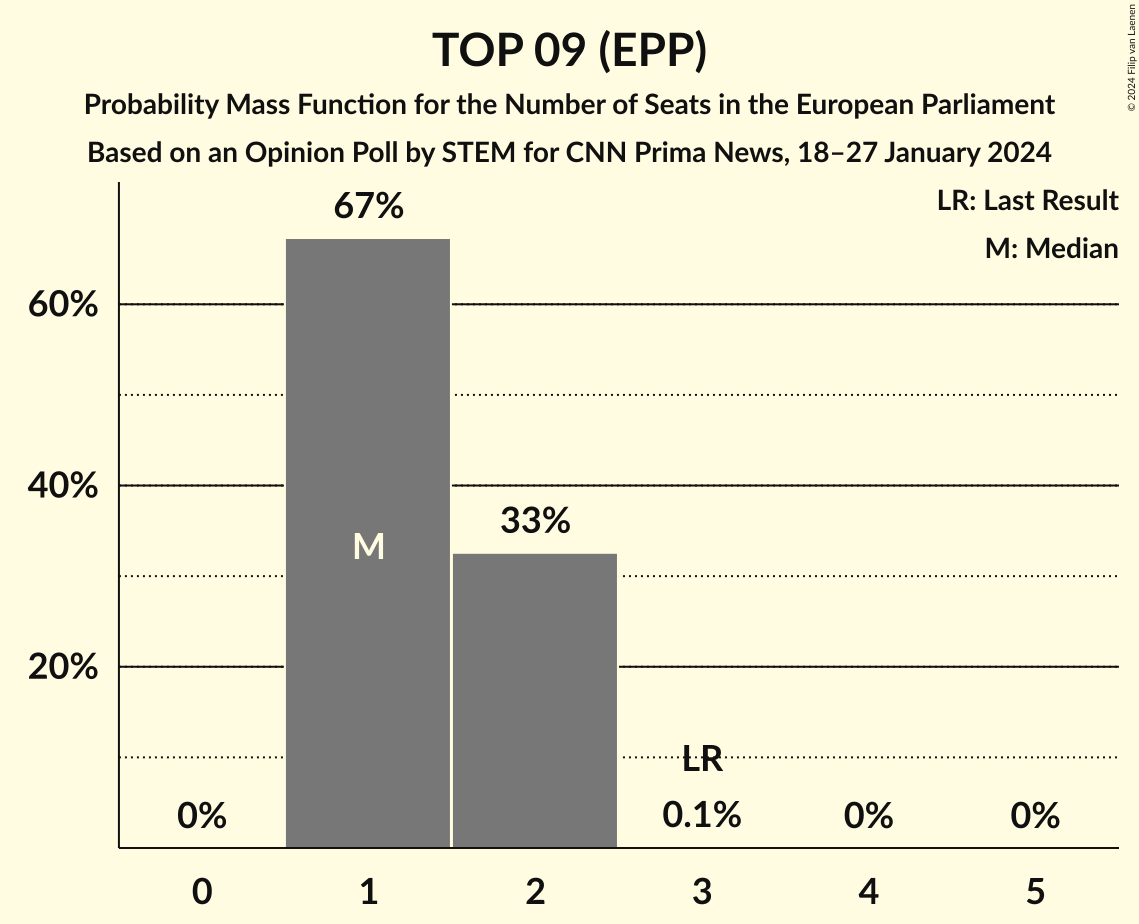 TOP 09 (EPP)
Probability Mass Function for the Number of Seats in the European Parliament
Based on an Opinion Poll by STEM for CNN Prima News, 18–27 January 2024
© 2024 Filip van Laenen
LR: Last Result
M: Median
67%
60%
40%
33%
M
20%
LR
0% 0.1% 0% 0%
0 1 2 3 4 5